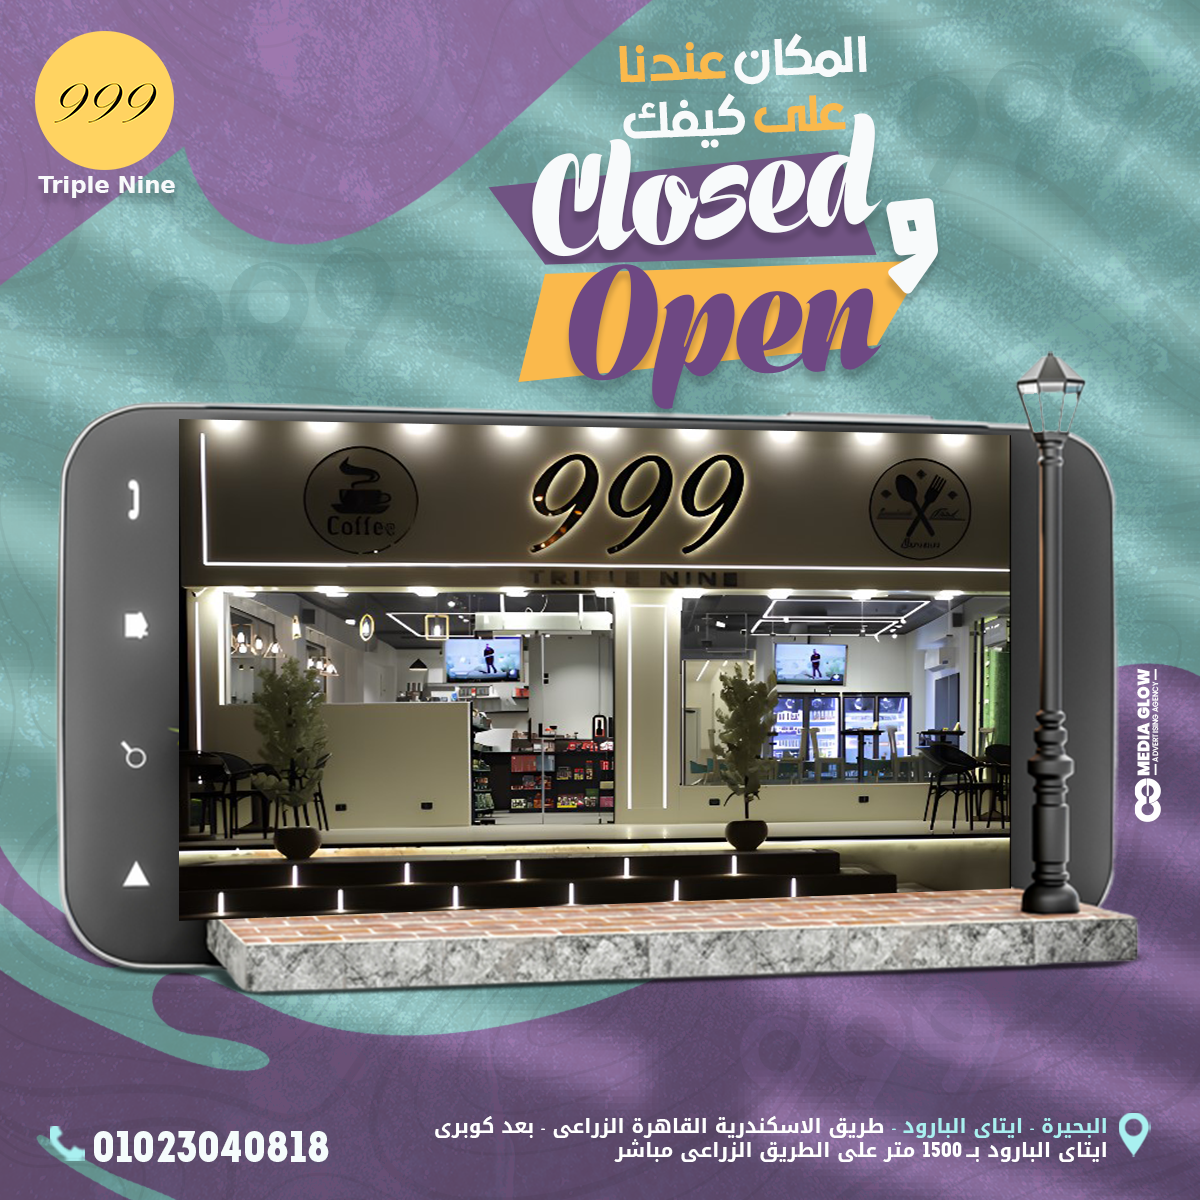 999
Triple Nine
المكان عندنا
على كيفك
Closed
و
Open
Coffee
999
TRIPLE NINE
MEDIA GLOW
ADVERTISING AGENCY
01023040818
البحيرة - ايتاى البارود - طريق الاسكندرية القاهرة الزراعى - بعد كوبرى
ايتاى البارود بـ 1500 متر على الطريق الزراعى مباشر